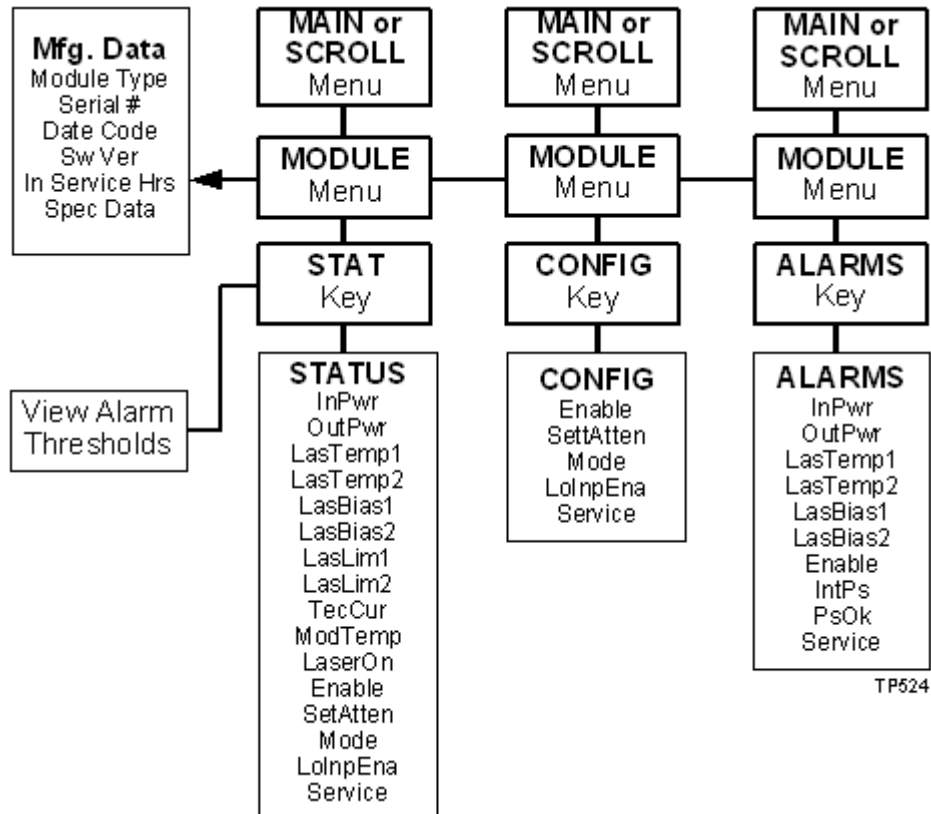 Mfg. Data
Module Type
Serial #
Date Code
Sw Ver
In Service Hrs
Spec Data
MAIN or
SCROLL
Menu
MAIN or
SCROLL
Menu
MAIN or
SCROLL
Menu
MODULE
Menu
MODULE
Menu
MODULE
Menu
STAT
Key
CONFIG
Key
ALARMS
Key
View Alarm
Thresholds
STATUS
InPwr
OutPwr
LasTemp1
LasTemp2
LasBias1
LasBias2
LasLim1
LasLim2
TecCur
ModTemp
LaserOn
Enable
SetAtten
Mode
LoInpEna
Service
CONFIG
Enable
SettAtten
Mode
LoInpEna
Service
ALARMS
InPwr
OutPwr
LasTemp1
LasTemp2
LasBias1
LasBias2
Enable
IntPs
PsOk
Service
TP524